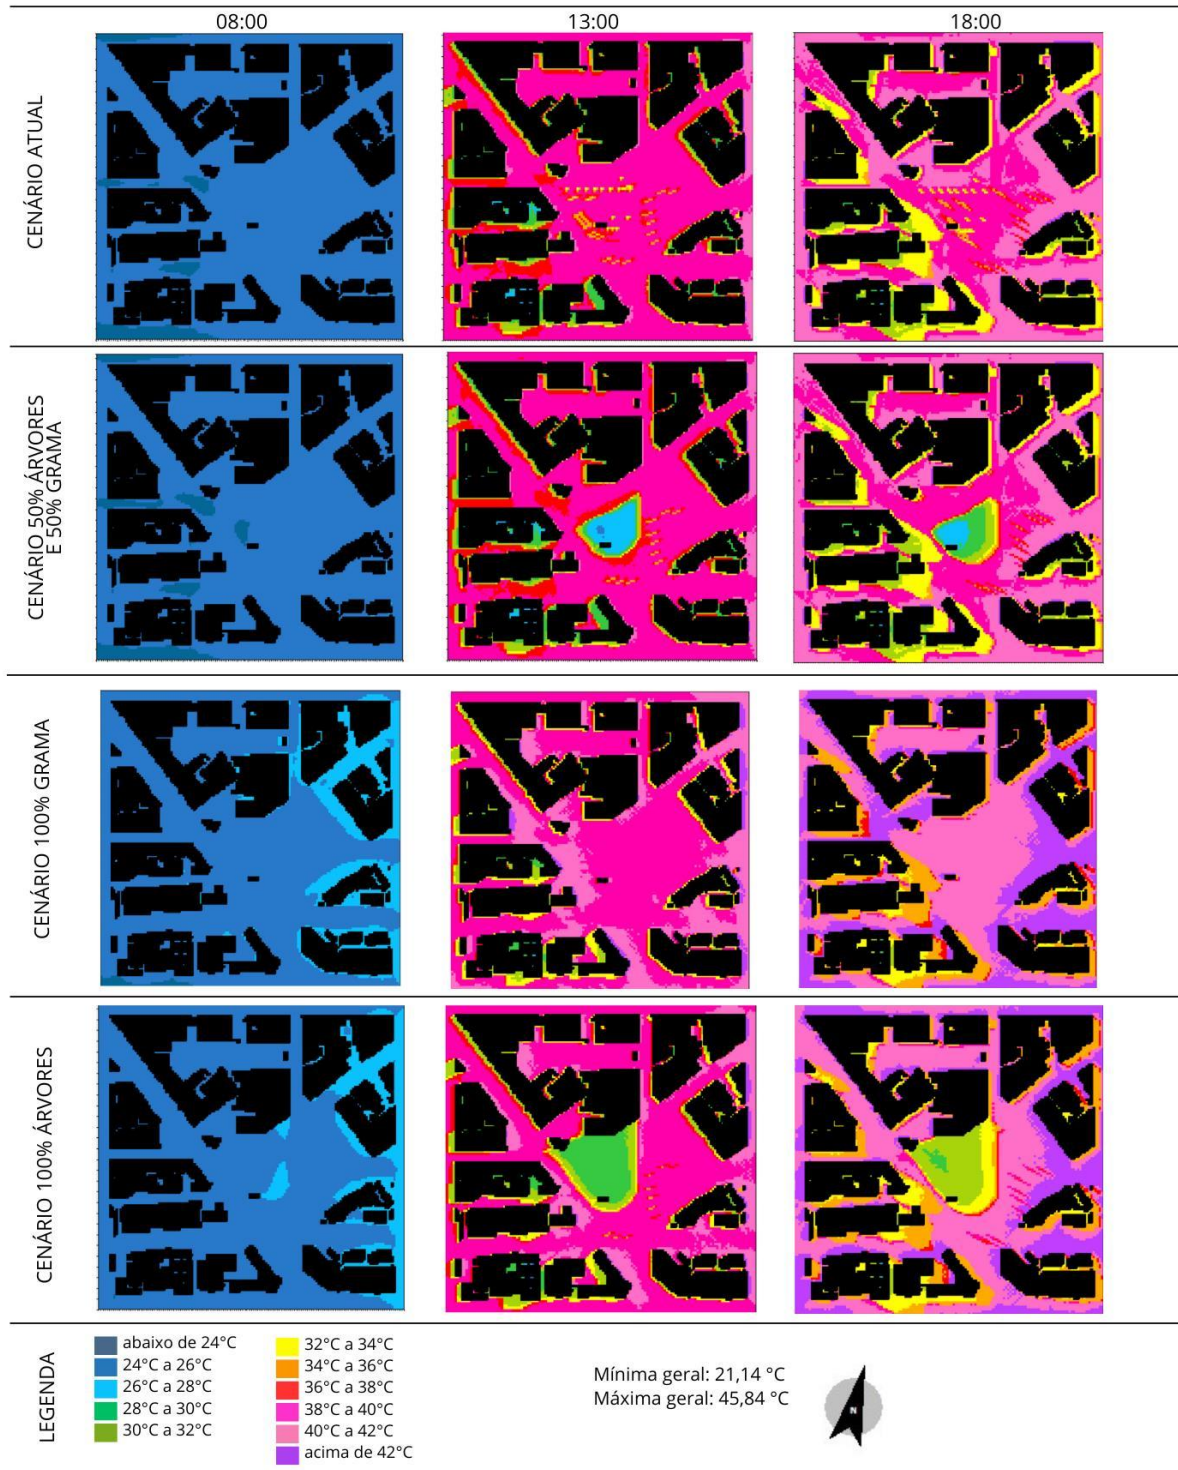 08:00
13:00
18:00
CENÁRIO ATUAL
CENÁRIO 50% ÁRVORES
E 50% GRAMA
CENÁRIO 100% GRAMA
CENÁRIO 100% ÁRVORES
LEGENDA
abaixo de 24°C
24°C a 26°C
26°C a 28°C
28°C a 30°C
30°C a 32°C
32°C a 34°C
34°C a 36°C
36°C a 38°C
38°C a 40°C
40°C a 42°C
acima de 42°C
Mínima geral: 21,14 °C
Máxima geral: 45,84 °C
N